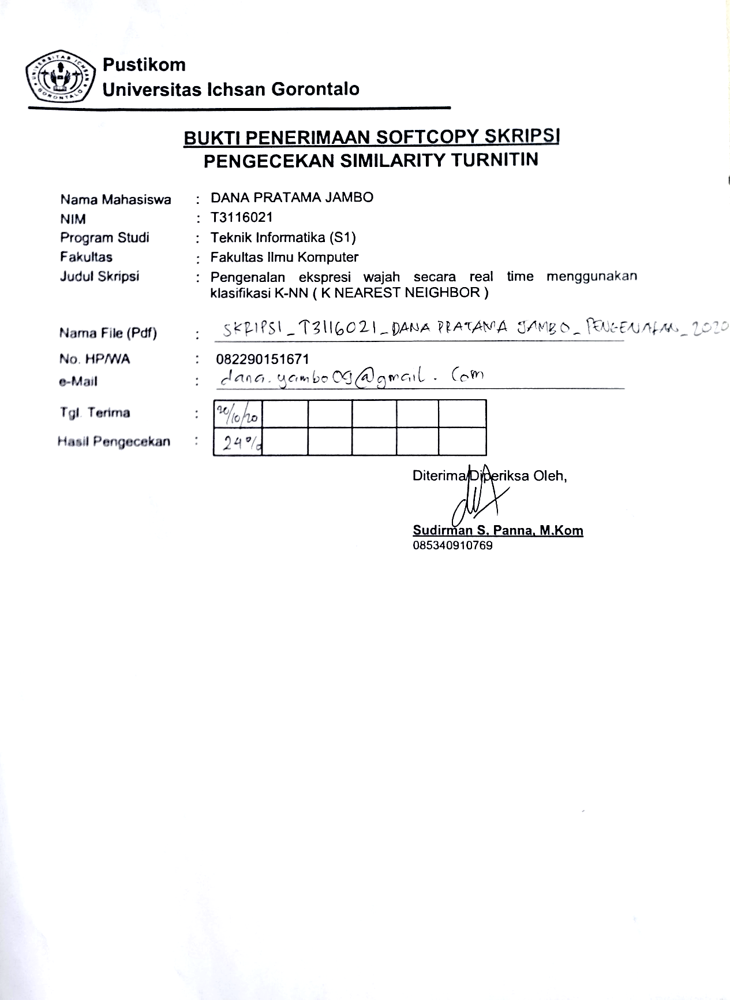 UNIVERSITAS ICHSAN
GORONTALO
Pustikom
Universitas Ichsan Gorontalo
BUKTI PENERIMAAN SOFTCOPY SKRIPSI
PENGECEKAN SIMILARITY TURNITIN
Nama Mahasiswa : DANA PRATAMA JAMBO
NIM : T3116021
Program Studi : Teknik Informatika (S1)
Fakultas : Fakultas Ilmu Komputer
Judul Skripsi : Pengenalan ekspresi wajah secara real time menggunakan
klasifikasi K-NN ( K NEAREST NEIGHBOR )
Nama File (Pdf) : SKRIPSI_T3116021_DANA PRATAMA JAMBO_PENGENALAN_2020
No. HP/WA : 082290151671
e-Mail : dana.yambo09@gmail.com
Tgl. Terima : 20/10/20
Hasil Pengecekan : 24%
Diterima/Diperiksa Oleh,
Sudirman S. Panna, M.Kom
085340910769